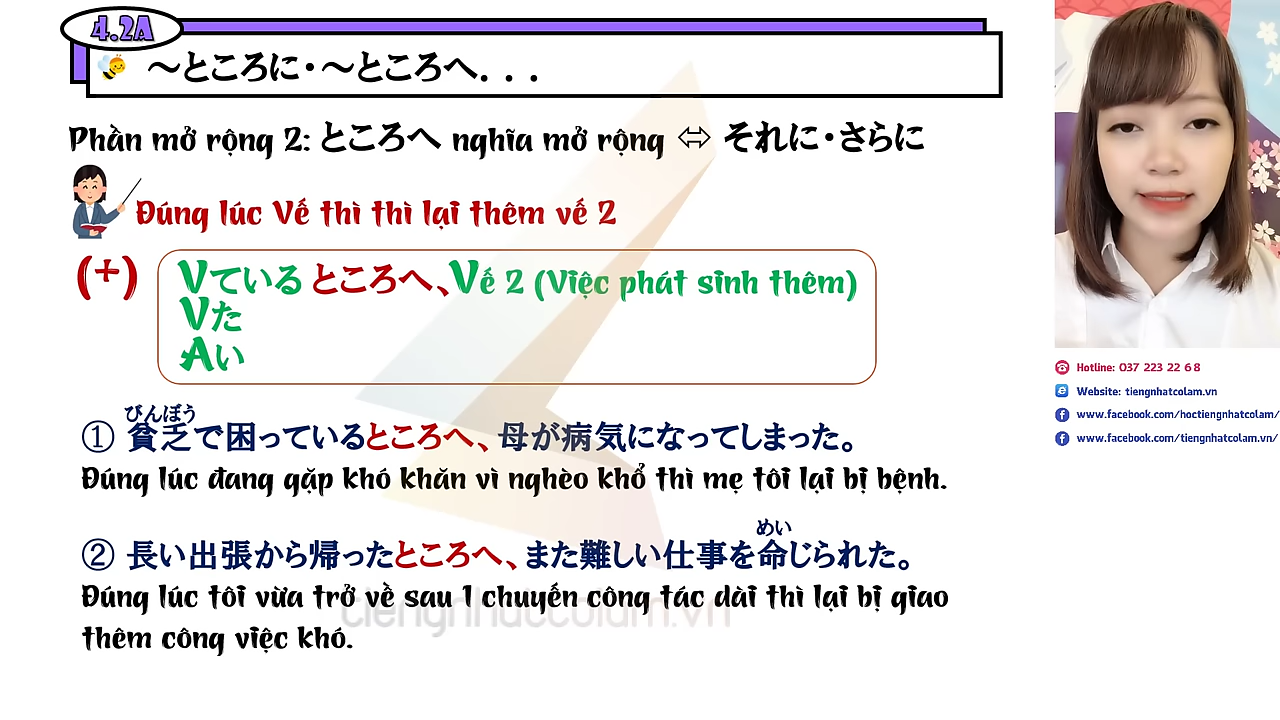 4.2A
～ところに・～ところへ. . .
Phần mở rộng 2: ところへ nghĩa mở rộng ⇔ それに・さらに
Đúng lúc Vế thì thì lại thêm vế 2
(+)
Vている ところへ、Vế 2 (Việc phát sinh thêm)
Vた
Aい
びんぼう
① 貧乏で困っているところへ、母が病気になってしまった。
Đúng lúc đang gặp khó khăn vì nghèo khổ thì mẹ tôi lại bị bệnh.
めい
② 長い出張から帰ったところへ、また難しい仕事を命じられた。
Đúng lúc tôi vừa trở về sau 1 chuyến công tác dài thì lại bị giao
thêm công việc khó.
tiengnhatcolam.vn
Hotline: 037 223 22 68
Website: tiengnhatcolam.vn
www.facebook.com/hoctiengnhatcolam/
www.facebook.com/tiengnhatcolam.vn/